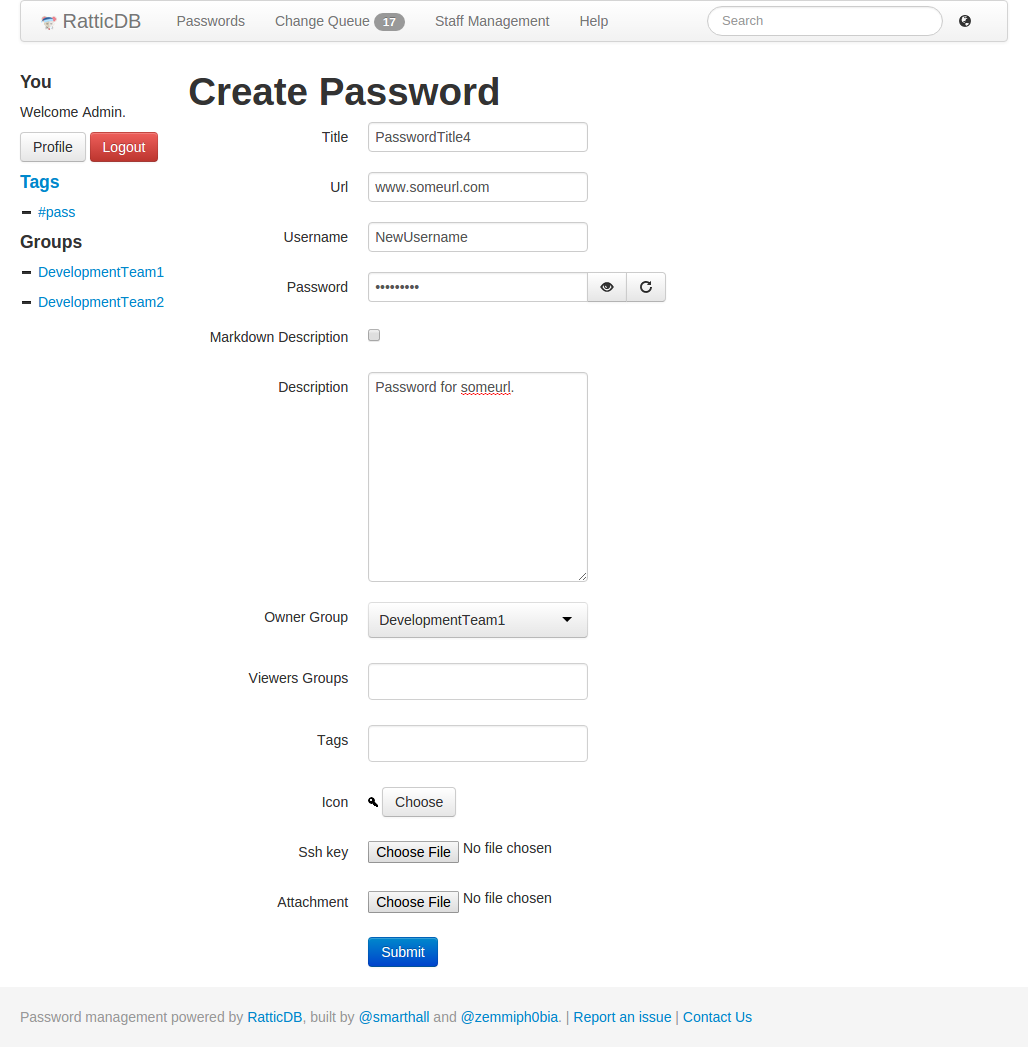 RatticDB Passwords Change Queue 17 Staff Management Help Search
You
Welcome Admin.
Profile Logout
Tags
#pass
Groups
DevelopmentTeam1
DevelopmentTeam2
Create Password
Title PasswordTitle4
Url www.someurl.com
Username NewUsername
Password •••••••••
Markdown Description
Description Password for someurl.
Owner Group DevelopmentTeam1
Viewers Groups
Tags
Icon Choose
Ssh key Choose File No file chosen
Attachment Choose File No file chosen
Submit
Password management powered by RatticDB, built by @smarthall and @zemmiph0bia. | Report an issue | Contact Us